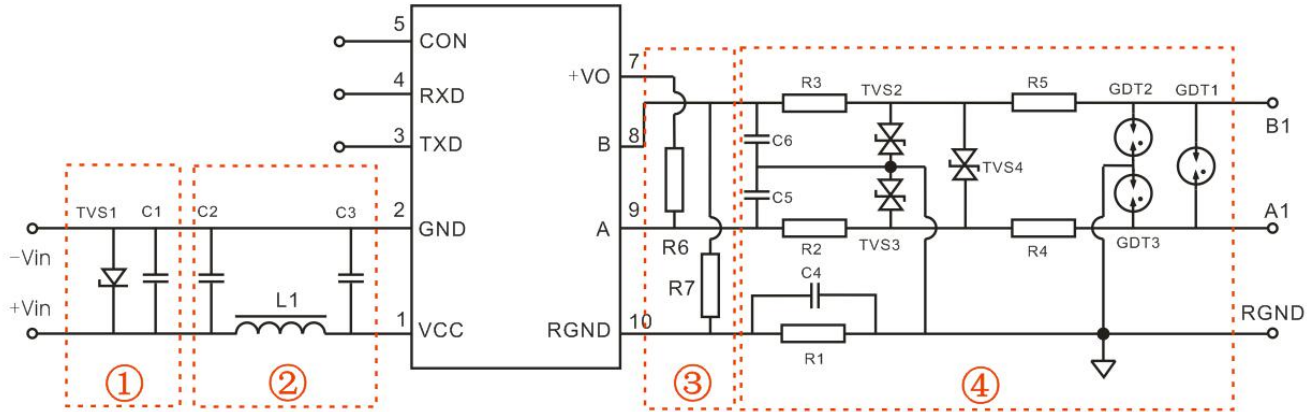 5
CON
4
RXD
3
TXD
2
GND
1
VCC
7
+VO
8
B
9
A
10
RGND
TVS1
C1
C2
C3
−Vin
+Vin
L1
①
②
R6
R7
③
R3
TVS2
R5
GDT2
GDT1
B1
C6
TVS4
C5
A1
R2
TVS3
R4
GDT3
C4
RGND
R1
④